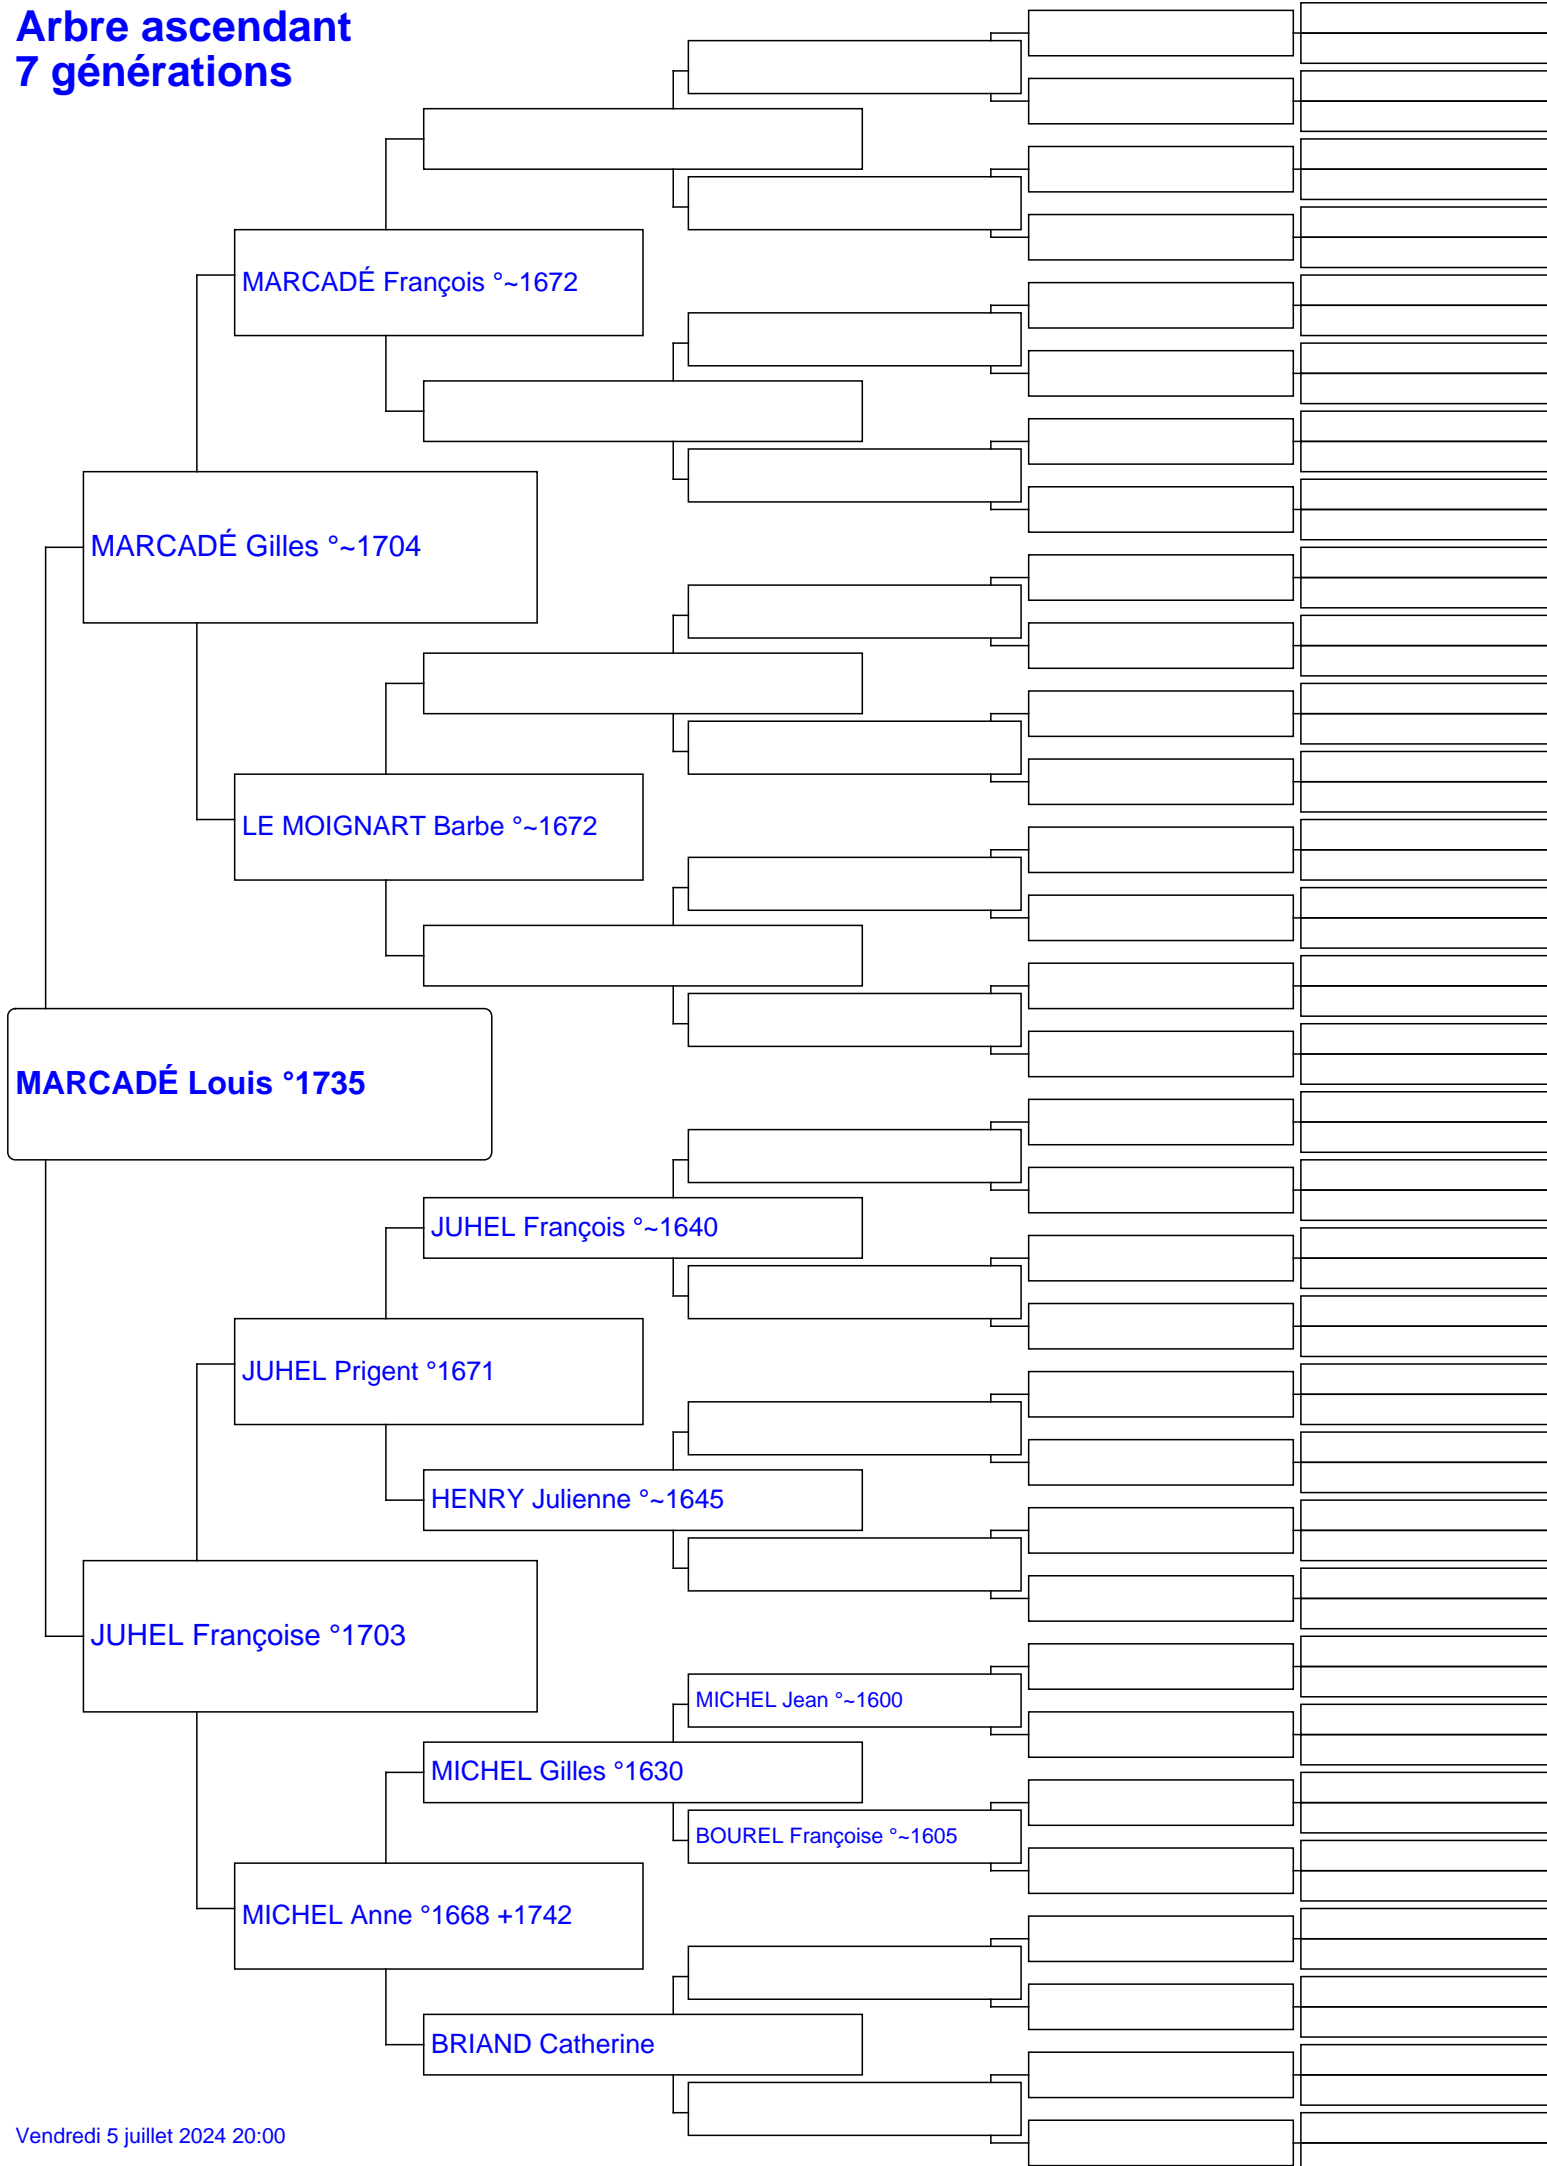 Arbre ascendant
7 générations
MARCADÉ François °~1672
MARCADÉ Gilles °~1704
LE MOIGNART Barbe °~1672
MARCADÉ Louis °1735
JUHEL François °~1640
JUHEL Prigent °1671
HENRY Julienne °~1645
JUHEL Françoise °1703
MICHEL Jean °~1600
MICHEL Gilles °1630
BOUREL Françoise °~1605
MICHEL Anne °1668 +1742
BRIAND Catherine
Vendredi 5 juillet 2024 20:00